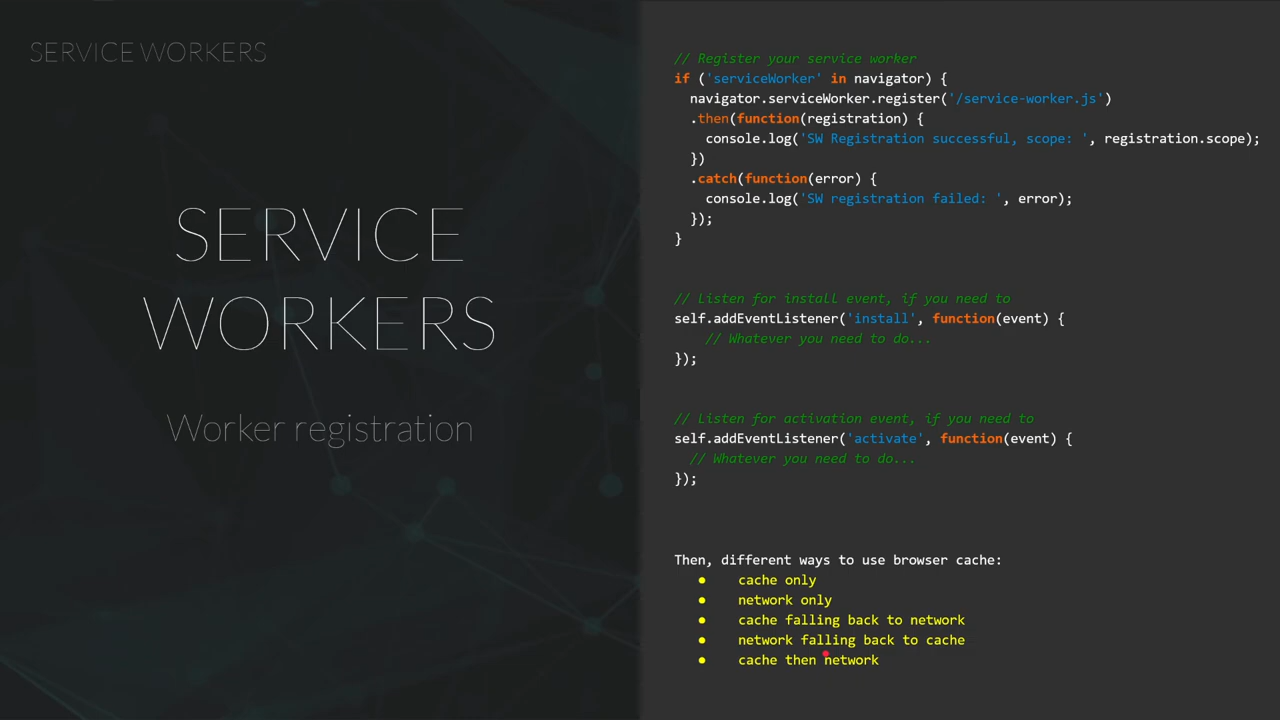 SERVICE WORKERS
SERVICE
WORKERS
Worker registration
// Register your service worker
if ('serviceWorker' in navigator) {
  navigator.serviceWorker.register('/service-worker.js')
  .then(function(registration) {
    console.log('SW Registration successful, scope: ', registration.scope);
  })
  .catch(function(error) {
    console.log('SW registration failed: ', error);
  });
}
// Listen for install event, if you need to
self.addEventListener('install', function(event) {
    // Whatever you need to do...
});
// Listen for activation event, if you need to
self.addEventListener('activate', function(event) {
  // Whatever you need to do...
});
Then, different ways to use browser cache:
● cache only
● network only
● cache falling back to network
● network falling back to cache
● cache then network